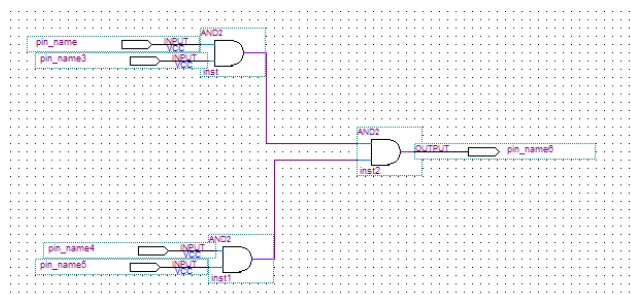 AND2
pin_name INPUT
VCC
pin_name3 INPUT
VCC
inst
AND2
OUTPUT pin_name6
inst2
AND2
pin_name4 INPUT
VCC
pin_name5 INPUT
VCC
inst1